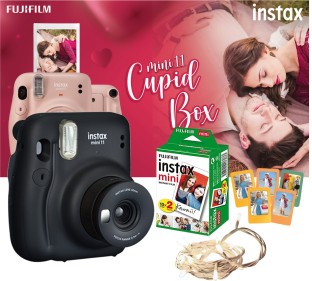 FUJIFILM
instax
mini 11
Cupid
Box
instax
mini 11
FUJIFILM
instax
mini